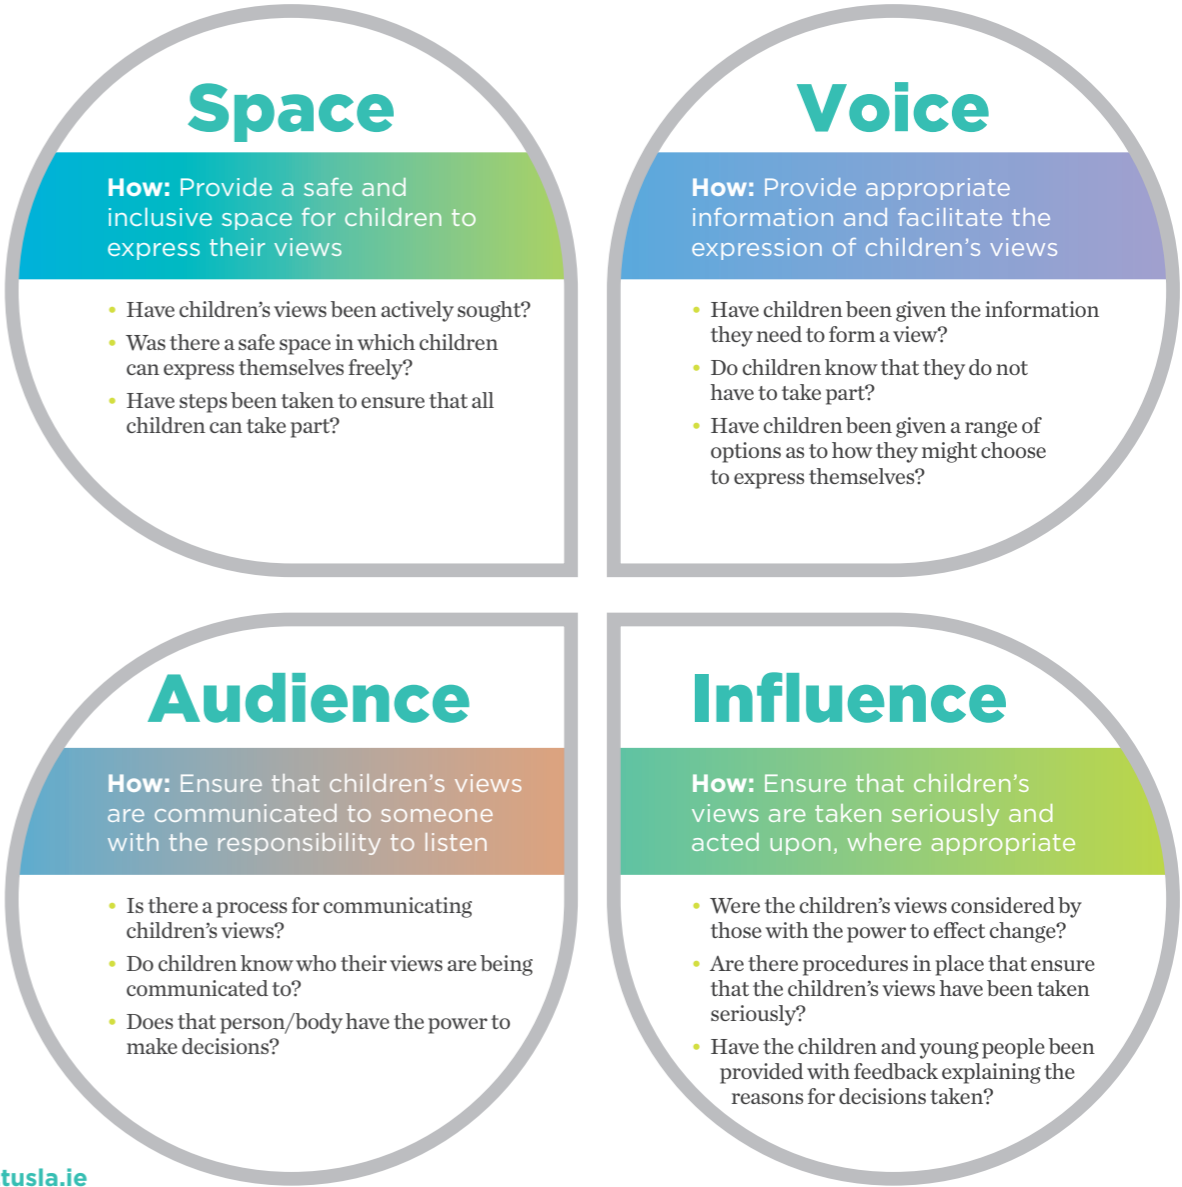 Space
How: Provide a safe and
inclusive space for children to
express their views
• Have children’s views been actively sought?
• Was there a safe space in which children
can express themselves freely?
• Have steps been taken to ensure that all
children can take part?
Voice
How: Provide appropriate
information and facilitate the
expression of children’s views
• Have children been given the information
they need to form a view?
• Do children know that they do not
have to take part?
• Have children been given a range of
options as to how they might choose
to express themselves?
Audience
How: Ensure that children’s views
are communicated to someone
with the responsibility to listen
• Is there a process for communicating
children’s views?
• Do children know who their views are being
communicated to?
• Does that person/body have the power to
make decisions?
Influence
How: Ensure that children’s
views are taken seriously and
acted upon, where appropriate
• Were the children’s views considered by
those with the power to effect change?
• Are there procedures in place that ensure
that the children’s views have been taken
seriously?
• Have the children and young people been
provided with feedback explaining the
reasons for decisions taken?
tusla.ie